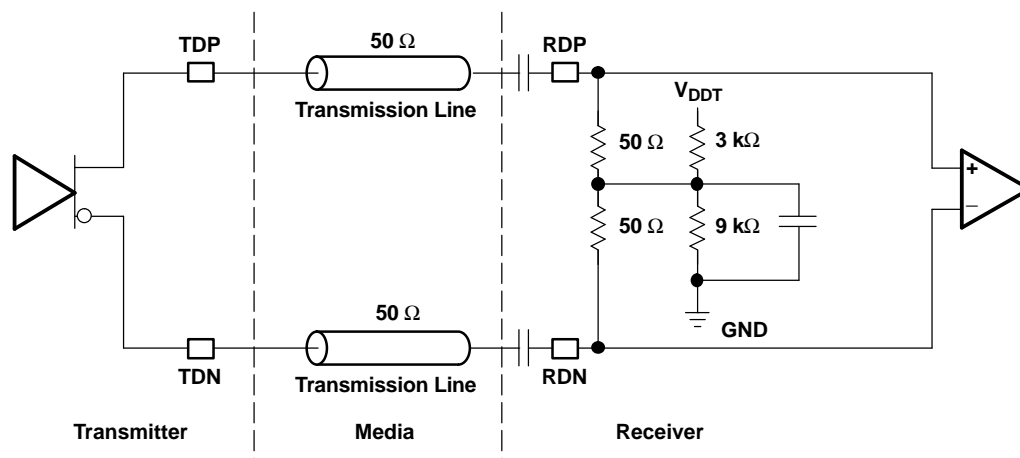 50 Ω
TDP
RDP
Transmission Line
VDDT
50 Ω
3 kΩ
+
50 Ω
9 kΩ
−
50 Ω
GND
TDN
RDN
Transmission Line
Transmitter
Media
Receiver